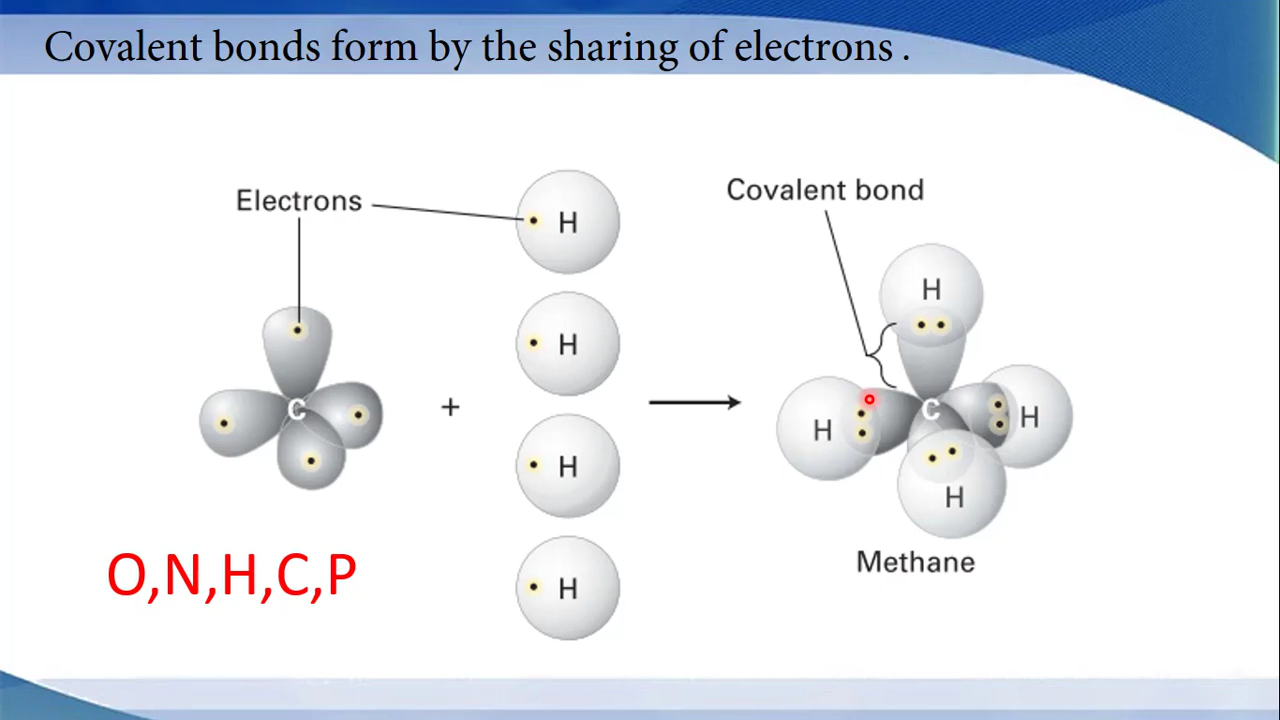 Covalent bonds form by the sharing of electrons .
Electrons
Covalent bond
H
H
H
H
C
+
H
H
C
H
H
Methane
O,N,H,C,P